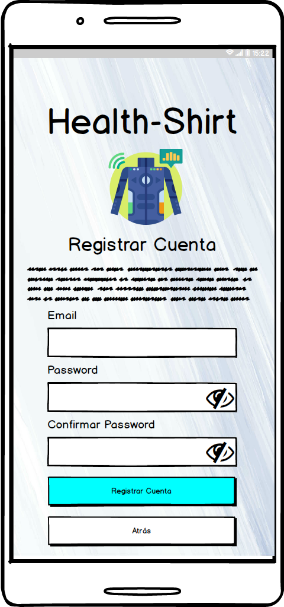 Health-Shirt
Registrar Cuenta
Email
Password
Confirmar Password
Registrar Cuenta
Atrás